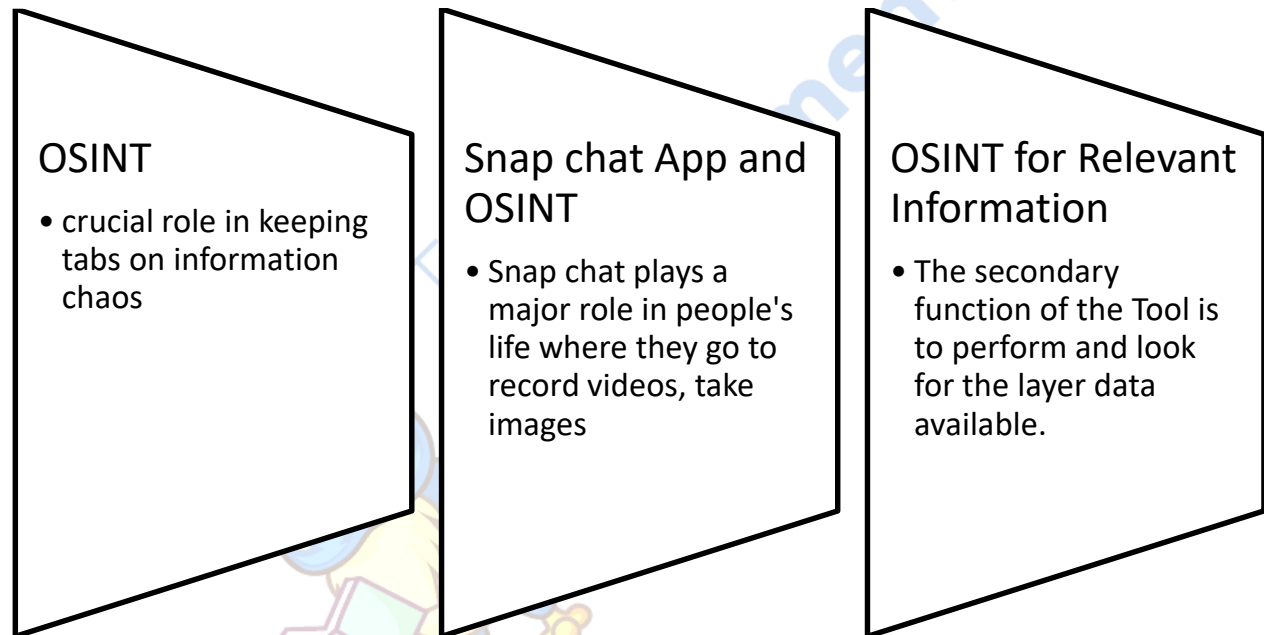 OSINT
• crucial role in keeping
tabs on information
chaos
Snap chat App and
OSINT
• Snap chat plays a
major role in people's
life where they go to
record videos, take
images
OSINT for Relevant
Information
• The secondary
function of the Tool is
to perform and look
for the layer data
available.